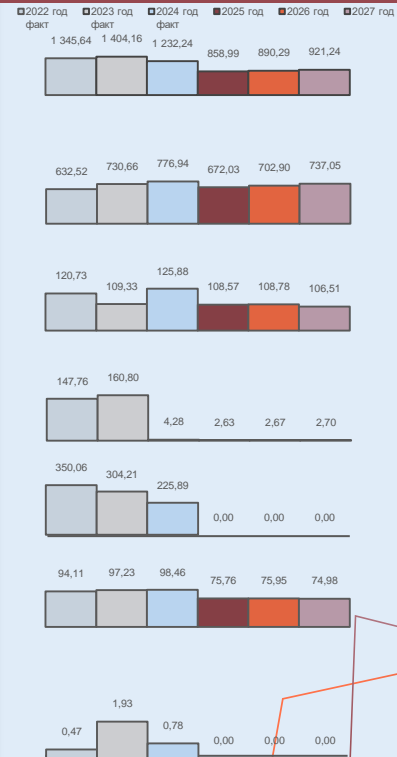 2022 год факт 2023 год факт 2024 год факт 2025 год 2026 год 2027 год
1 345,64 1 404,16 1 232,24 858,99 890,29 921,24
632,52 730,66 776,94 672,03 702,90 737,05
120,73 109,33 125,88 108,57 108,78 106,51
147,76 160,80 4,28 2,63 2,67 2,70
350,06 304,21 225,89 0,00 0,00 0,00
94,11 97,23 98,46 75,76 75,95 74,98
0,47 1,93 0,78 0,00 0,00 0,00